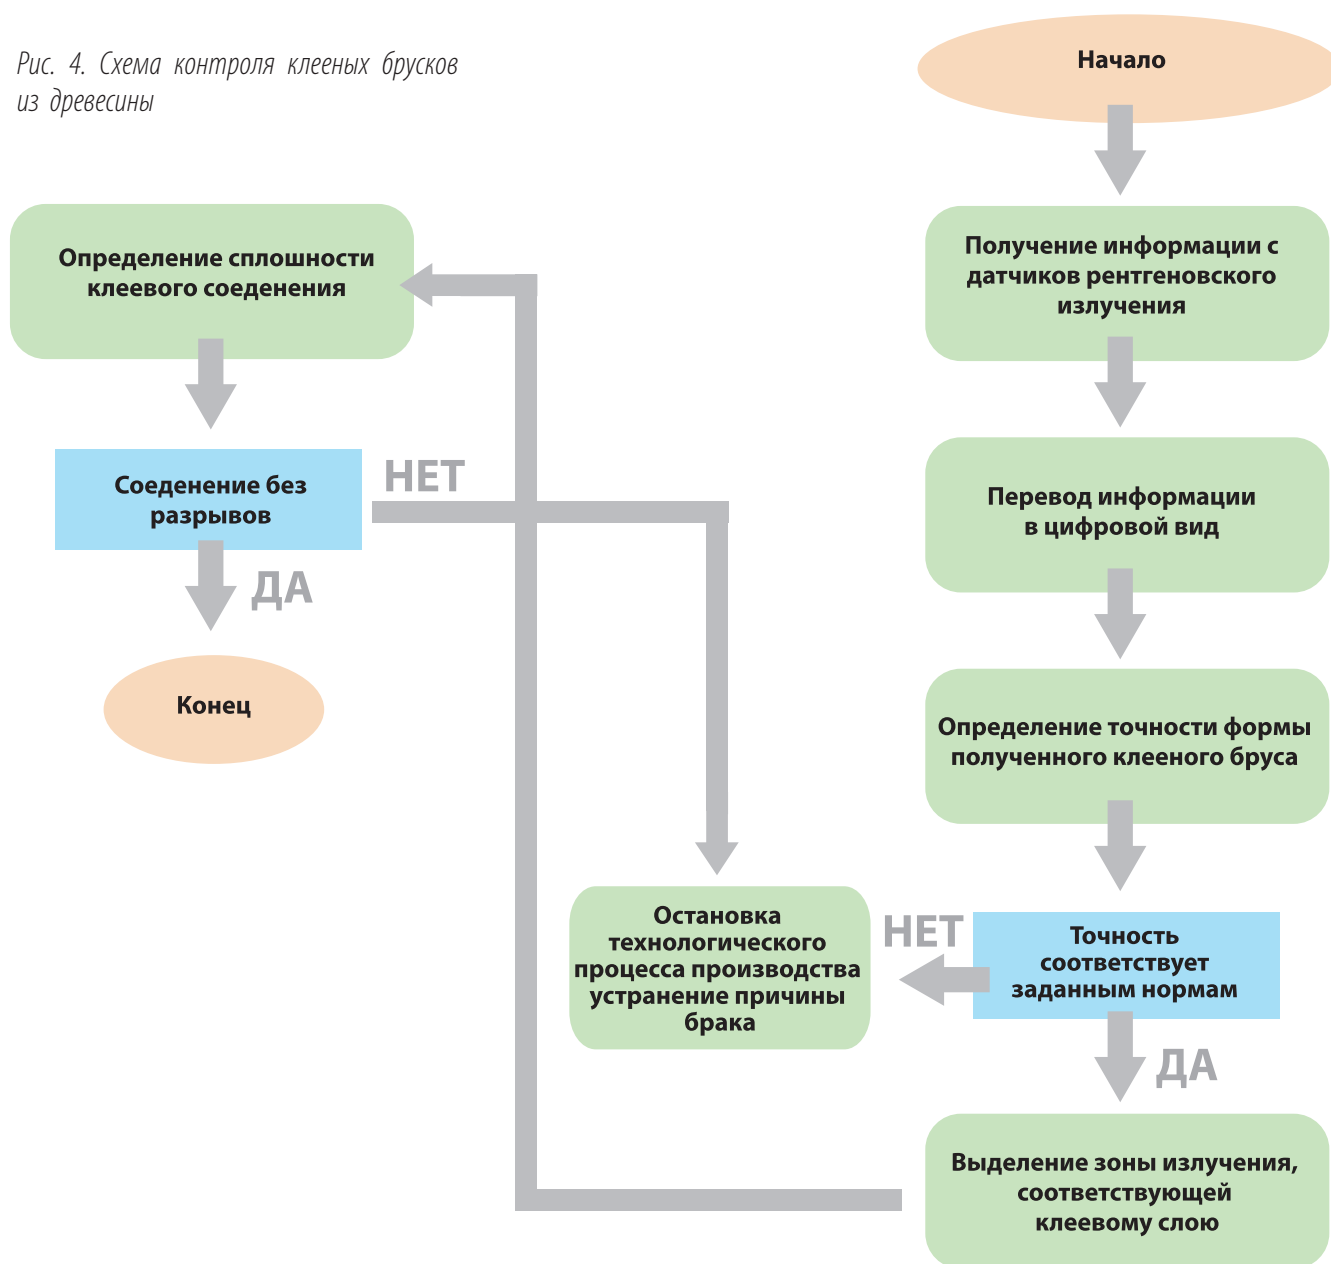 Рис. 4. Схема контроля клееных брусков
из древесины
Начало
Получение информации с
датчиков рентгеновского
излучения
Перевод информации
в цифровой вид
Определение точности формы
полученного клееного бруса
Точность
соответствует
заданным нормам
НЕТ
Остановка
технологического
процесса производства
устранение причины
брака
ДА
Выделение зоны излучения,
соответствующей
клеевому слою
Определение сплошности
клеевого соеденения
Соеденение без
разрывов
НЕТ
ДА
Конец